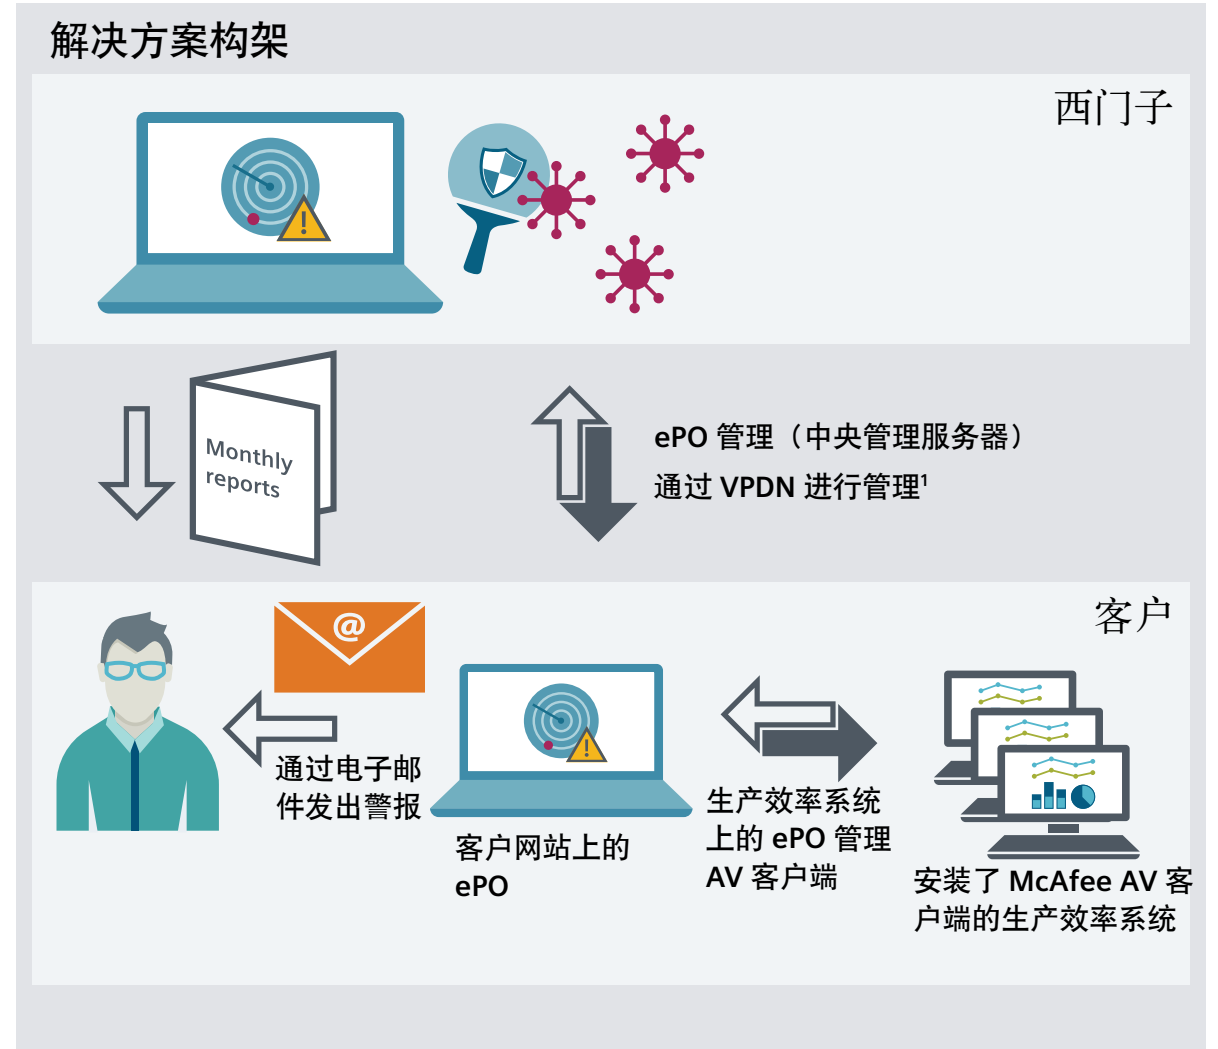 解决方案构架
西门子
Monthly
reports
ePO 管理（中央管理服务器）
通过 VPDN 进行管理¹
客户
@
通过电子邮
件发出警报
客户网站上的
ePO
生产效率系统
上的 ePO 管理
AV 客户端
安装了 McAfee AV 客
户端的生产效率系统